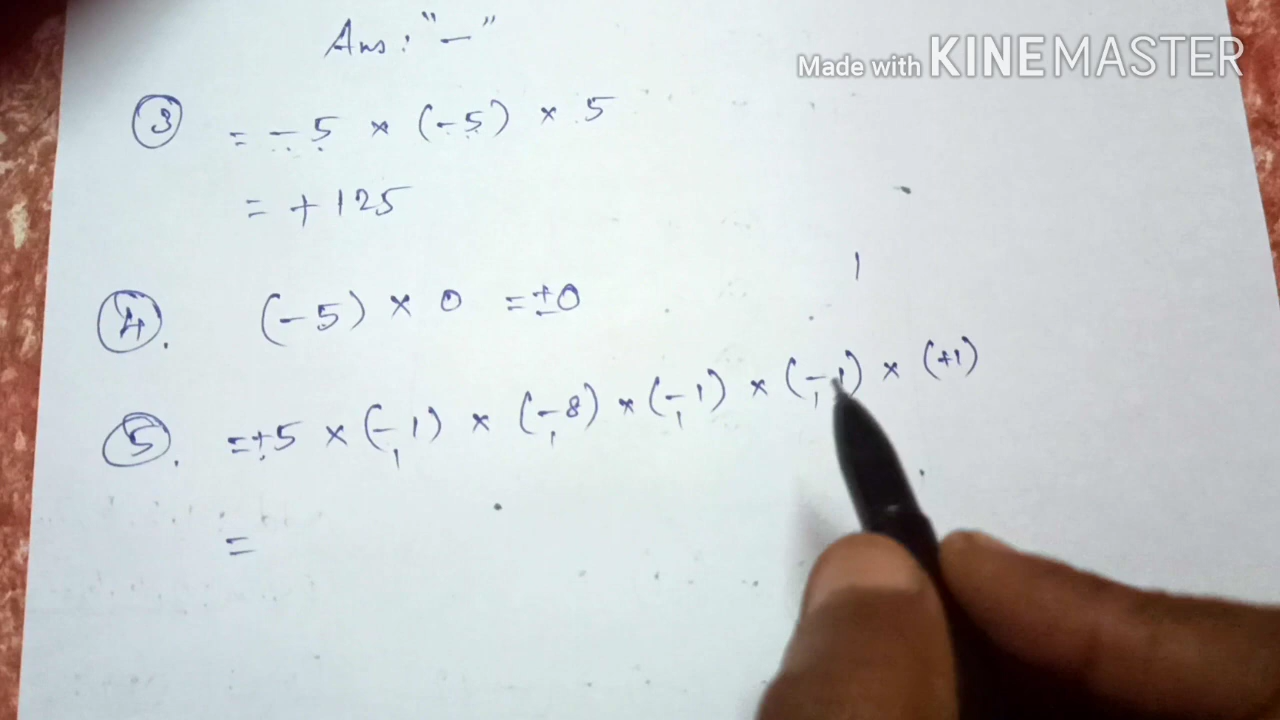 Ans: "—"
Made with KINEMASTER
③ = -5 × (-5) × 5
= +125
④. (-5) × 0 = ±0
⑤. = +5 × (-1) × (-8) × (-1) × (-1) × (+1)
=